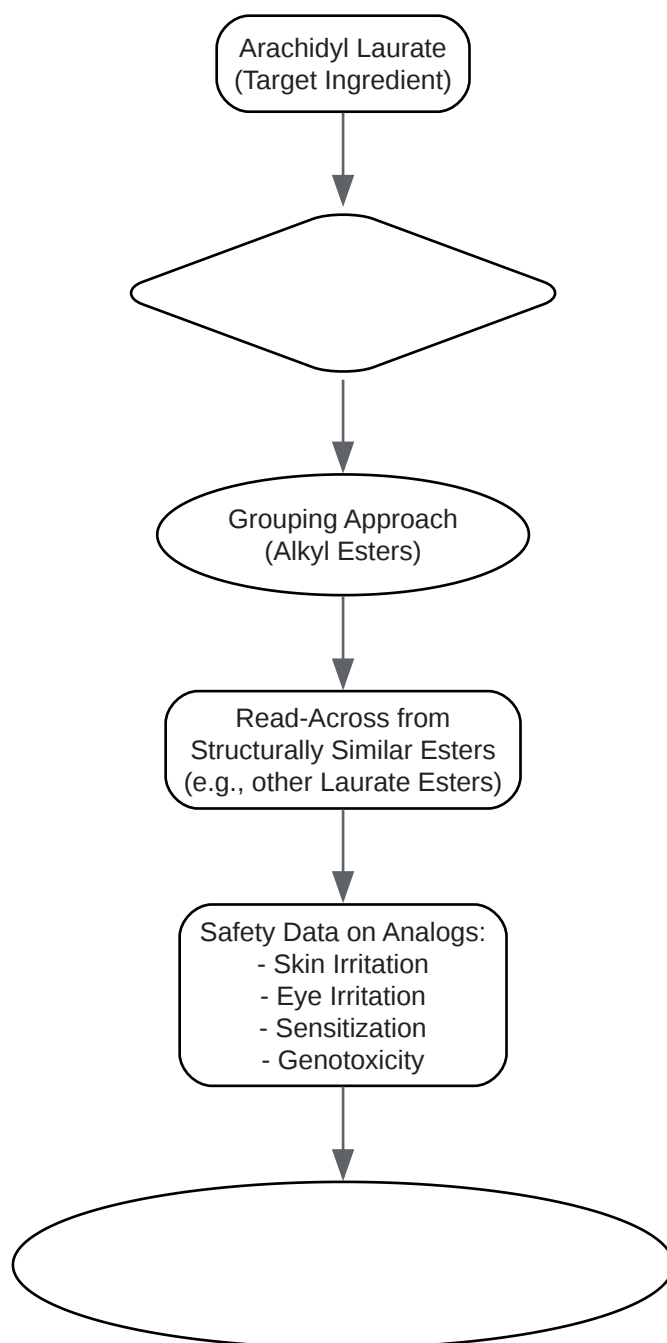 Arachidyl Laurate
(Target Ingredient)
Grouping Approach
(Alkyl Esters)
Read-Across from
Structurally Similar Esters
(e.g., other Laurate Esters)
Safety Data on Analogs:
- Skin Irritation
- Eye Irritation
- Sensitization
- Genotoxicity